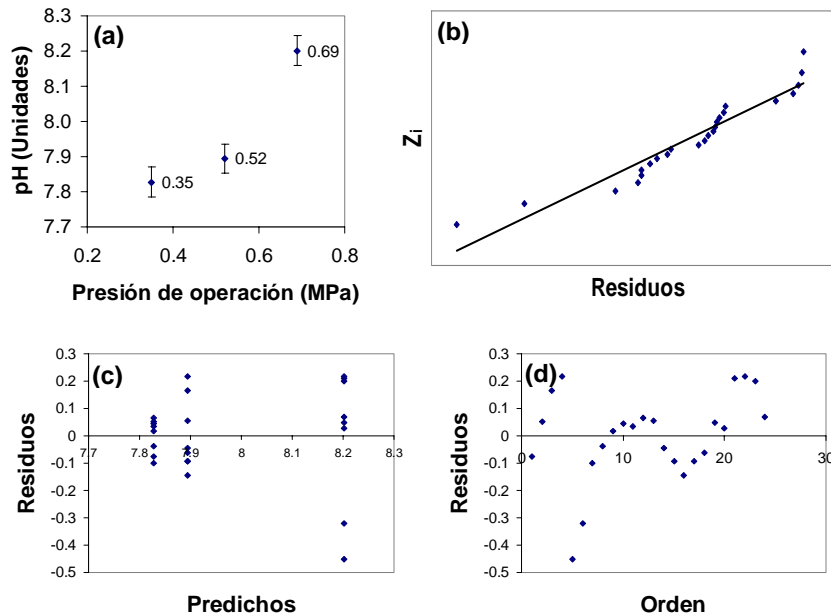 (a)
pH (Unidades)
8.3
8.2
8.1
8.0
7.9
7.8
7.7
0.69
0.52
0.35
0.2 0.4 0.6 0.8
Presión de operación (MPa)
(b)
Zi
Residuos
(c)
Residuos
0.3
0.2
0.1
0
-0.1
-0.2
-0.3
-0.4
-0.5
7.7 7.8 7.9 8 8.1 8.2 8.3
Predichos
(d)
Residuos
0.3
0.2
0.1
0
-0.1
-0.2
-0.3
-0.4
-0.5
0 10 20 30
Orden